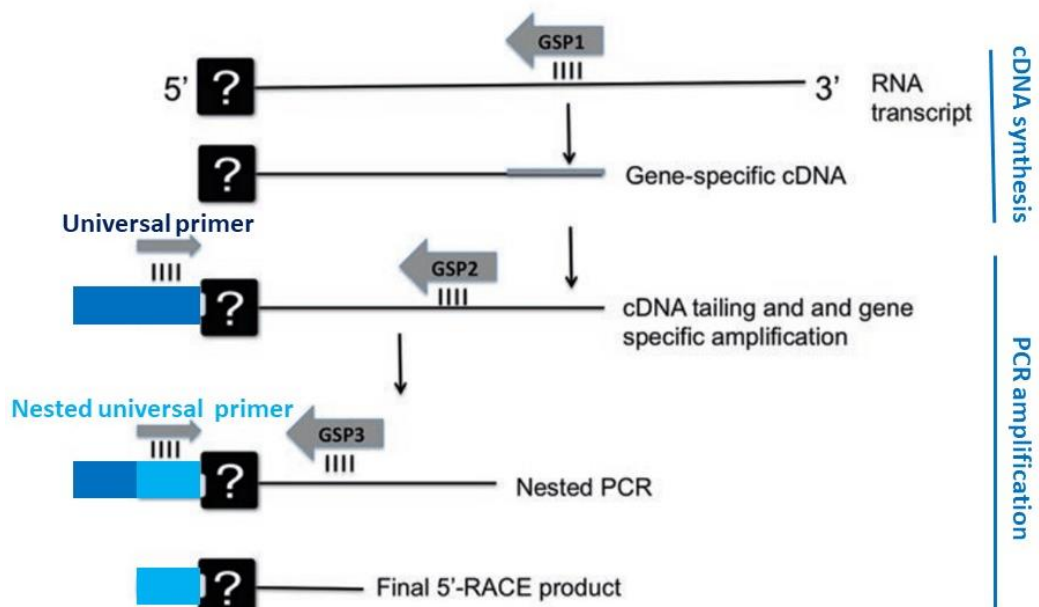 GSP1
5' ? 3' RNA
transcript
? Gene-specific cDNA
cDNA synthesis
Universal primer
GSP2
? cDNA tailing and and gene
specific amplification
Nested universal primer
GSP3
? Nested PCR
PCR amplification
? Final 5'-RACE product